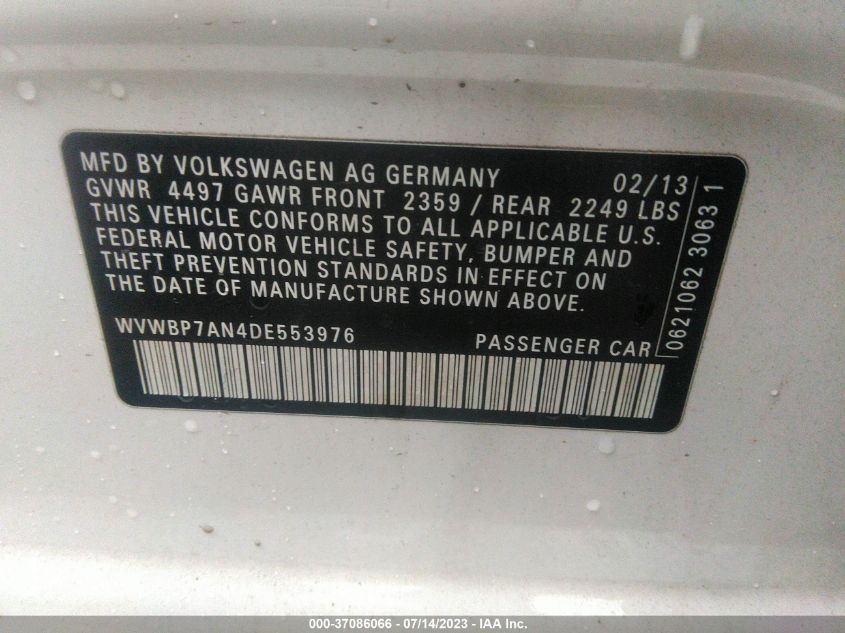 MFD BY VOLKSWAGEN AG GERMANY 02/13
GVWR 4497 GAWR FRONT 2359 / REAR 2249 LBS
THIS VEHICLE CONFORMS TO ALL APPLICABLE U.S.
FEDERAL MOTOR VEHICLE SAFETY, BUMPER AND
THEFT PREVENTION STANDARDS IN EFFECT ON
THE DATE OF MANUFACTURE SHOWN ABOVE.
WVWBP7AN4DE553976 PASSENGER CAR
0621062 30631
000-37086066 - 07/14/2023 - IAA Inc.